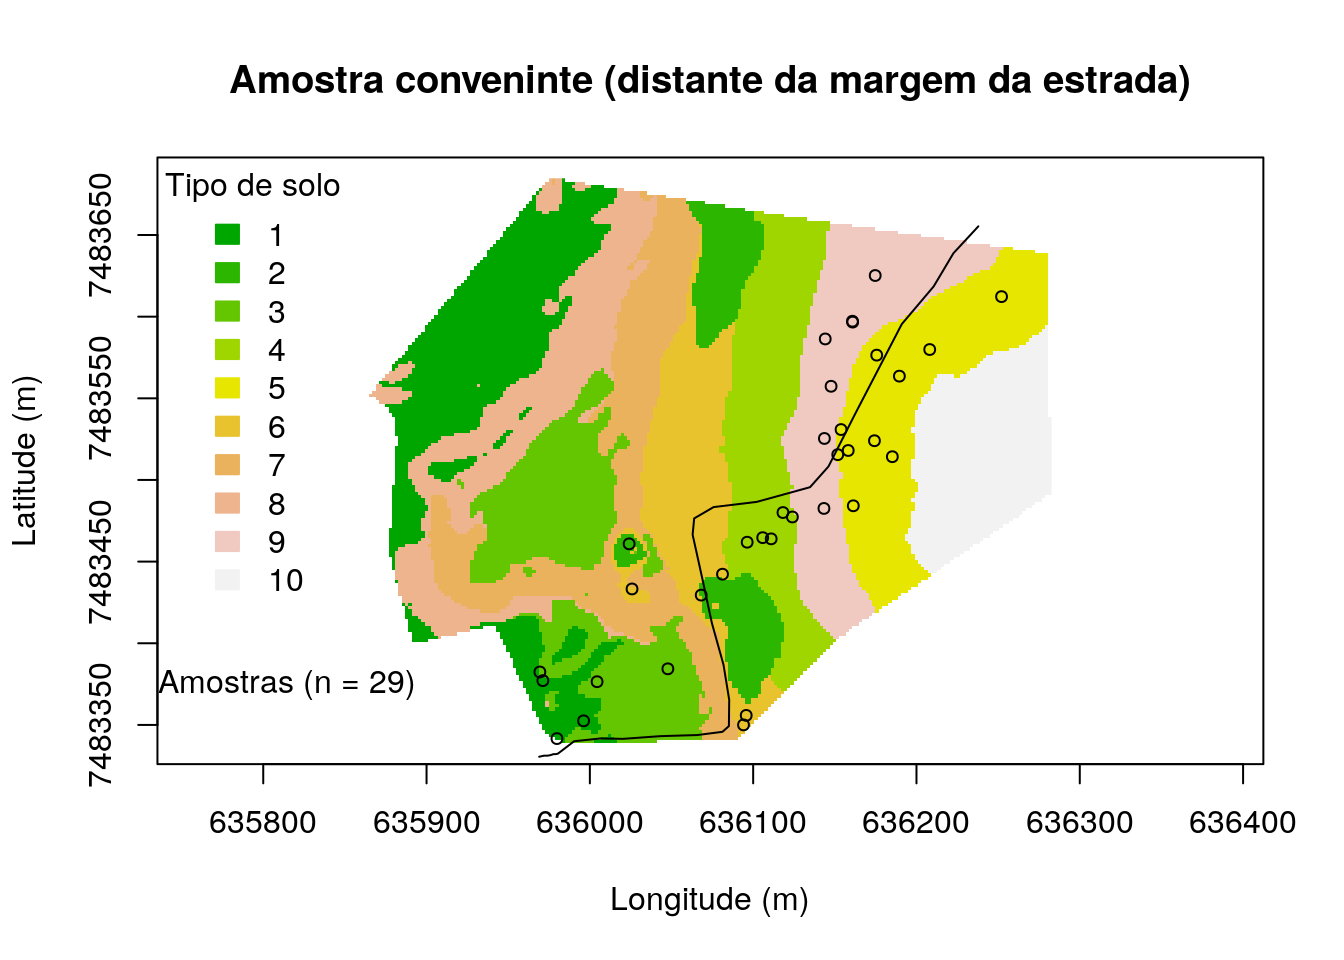 Amostra conveninte (distante da margem da estrada)
Tipo de solo
1
2
3
4
5
6
7
8
9
10
Amostras (n = 29)
Latitude (m)
7483650
7483550
7483450
7483350
635800 635900 636000 636100 636200 636300 636400
Longitude (m)